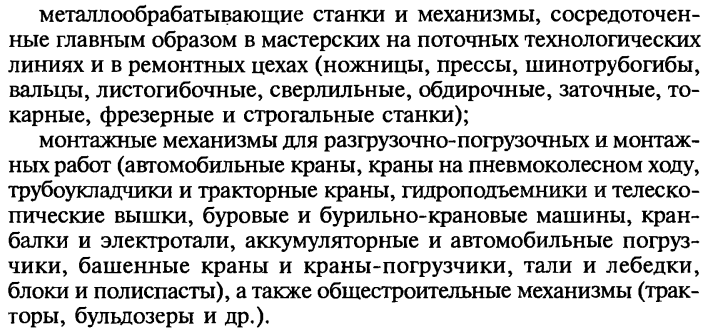 металлообрабатывающие станки и механизмы, сосредоточен-
ные главным образом в мастерских на поточных технологических
линиях и в ремонтных цехах (ножницы, прессы, шинотрубогибы,
вальцы, листогибочные, сверлильные, обдирочные, заточные, то-
карные, фрезерные и строгальные станки);
монтажные механизмы для разгрузочно-погрузочных и монтаж-
ных работ (автомобильные краны, краны на пневмоколесном ходу,
трубоукладчики и тракторные краны, гидроподъемники и телеско-
пические вышки, буровые и бурильно-крановые машины, кран-
балки и электротали, аккумуляторные и автомобильные погруз-
чики, башенные краны и краны-погрузчики, тали и лебедки,
блоки и полиспасты), а также общестроительные механизмы (трак-
торы, бульдозеры и др.).